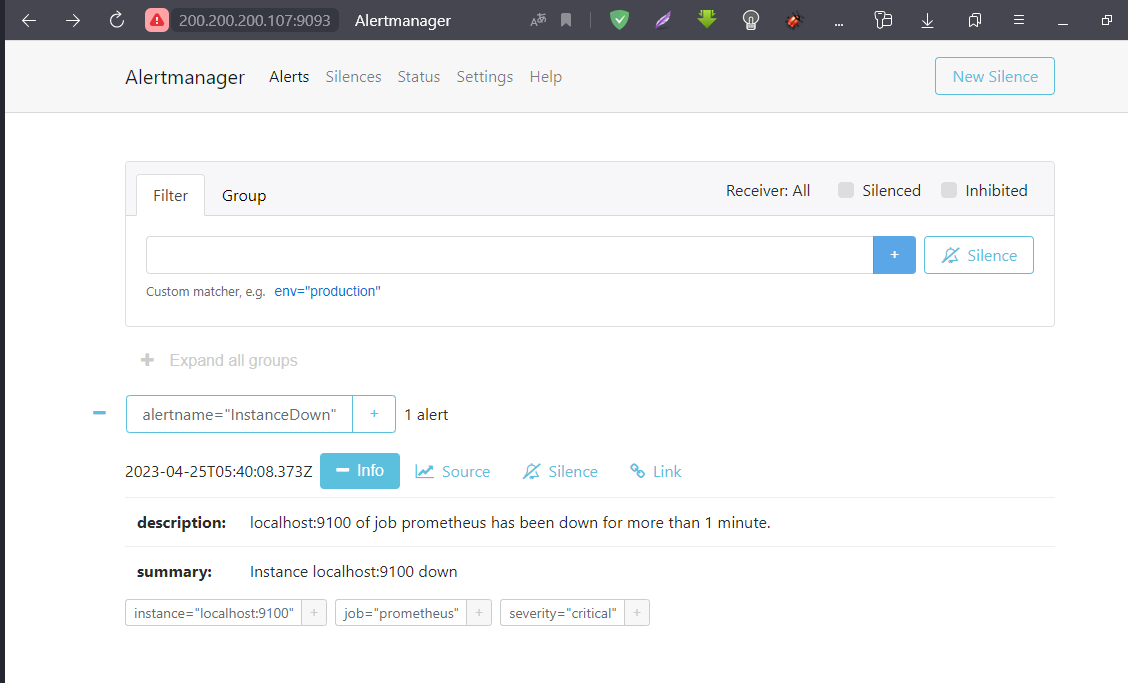 200.200.200.107:9093 Alertmanager
Alertmanager Alerts Silences Status Settings Help New Silence
Filter Group Receiver: All Silenced Inhibited
+ Silence
Custom matcher, e.g. env="production"
+ Expand all groups
alertname="InstanceDown" + 1 alert
2023-04-25T05:40:08.373Z Info Source Silence Link
description: localhost:9100 of job prometheus has been down for more than 1 minute.
summary: Instance localhost:9100 down
instance="localhost:9100" + job="prometheus" + severity="critical" +